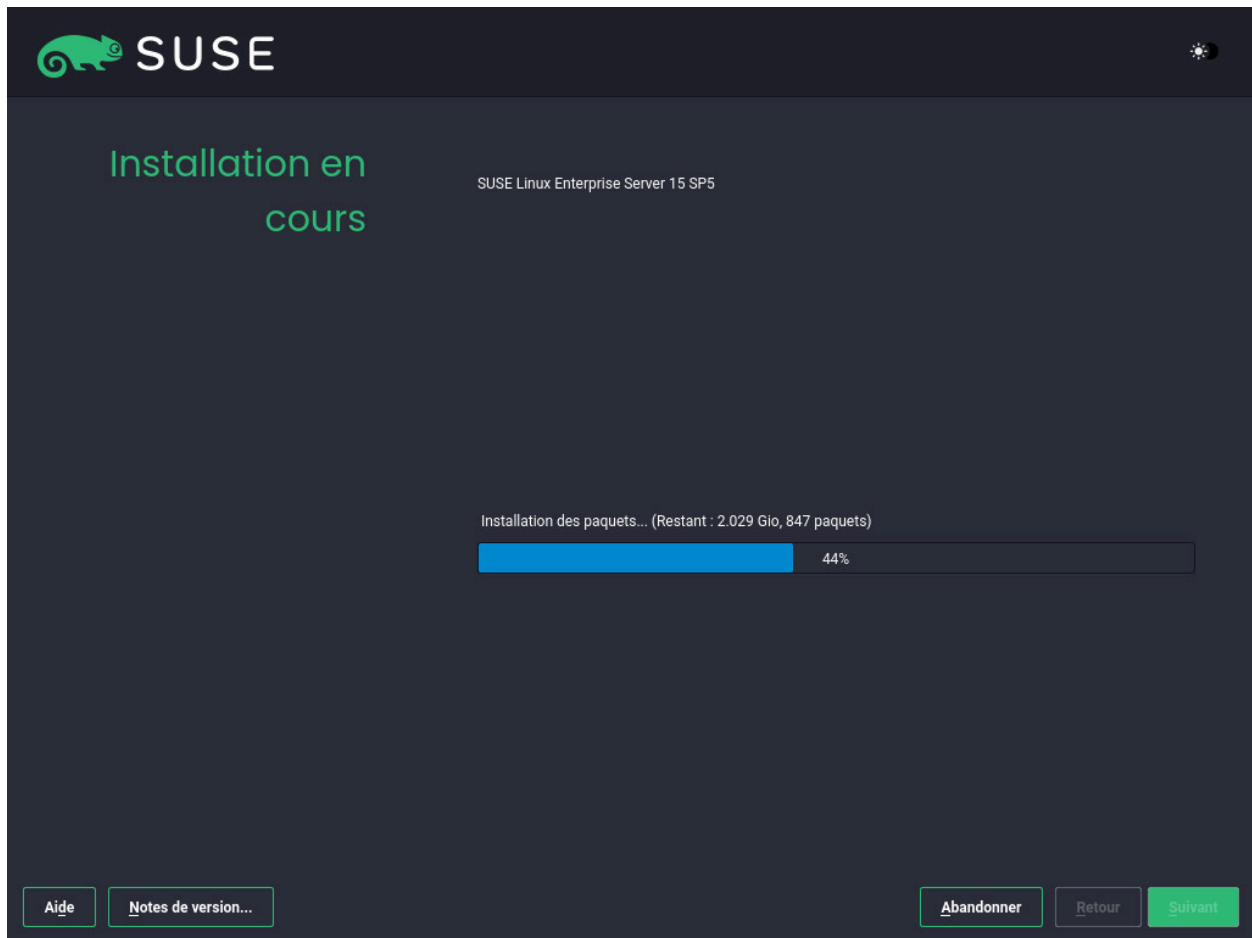 SUSE
Installation en
cours
SUSE Linux Enterprise Server 15 SP5
Installation des paquets... (Restant : 2.029 Gio, 847 paquets)
44%
Aide
Notes de version...
Abandonner
Retour
Suivant